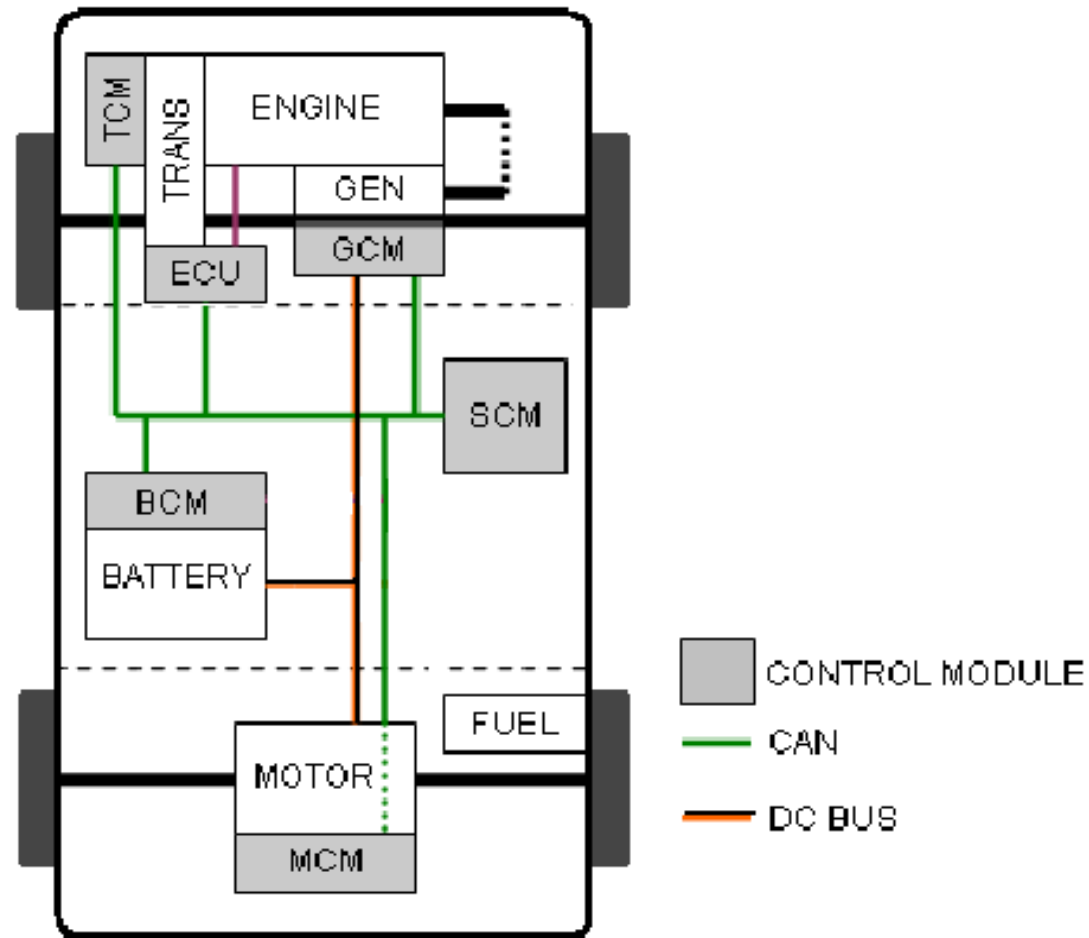 TCM
TRANS
ENGINE
GEN
GCM
ECU
SCM
BCM
BATTERY
FUEL
MOTOR
MCM
CONTROL MODULE
CAN
DC BUS